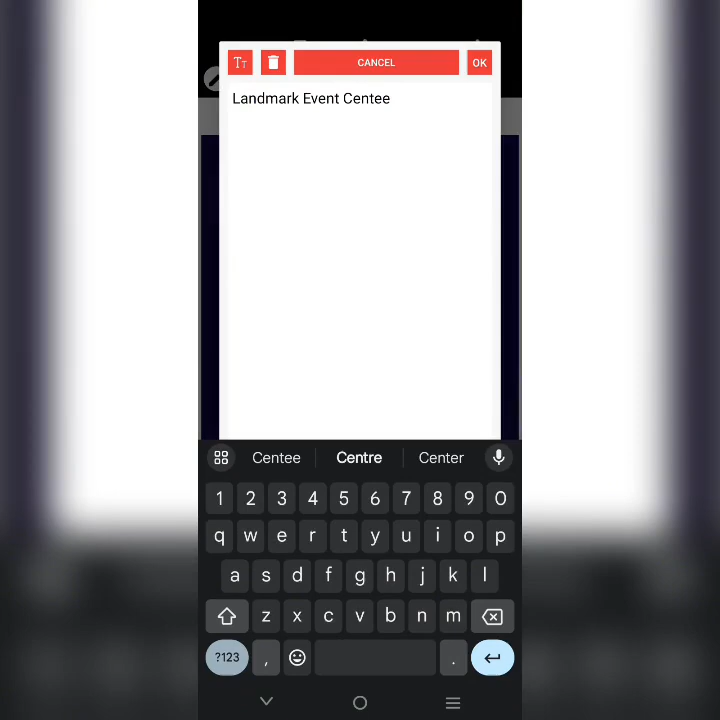 TT CANCEL OK
Landmark Event Centee
Centee Centre Center
1 2 3 4 5 6 7 8 9 0
q w e r t y u i o p
a s d f g h j k l
z x c v b n m
?123 , .